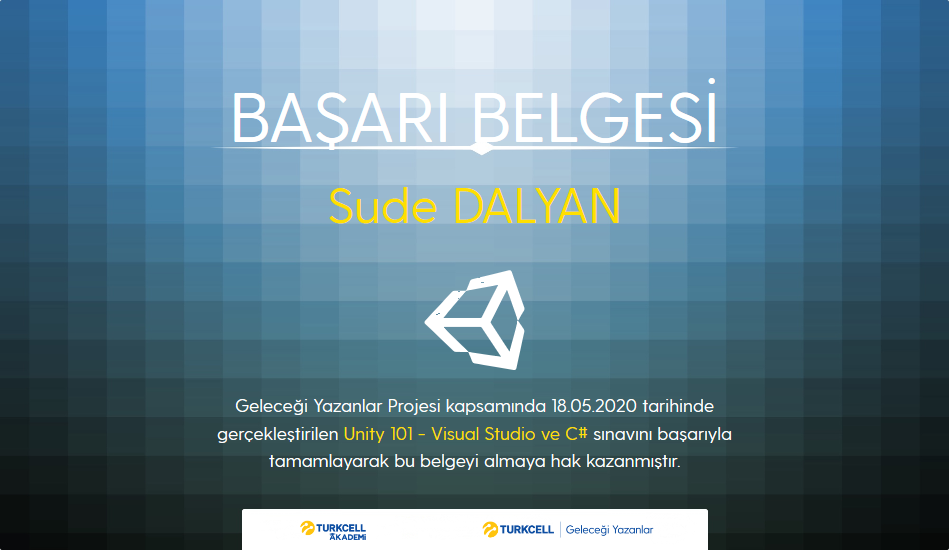 BAŞARI BELGESİ
Sude DALYAN
Geleceği Yazanlar Projesi kapsamında 18.05.2020 tarihinde
gerçekleştirilen Unity 101 - Visual Studio ve C# sınavını başarıyla
tamamlayarak bu belgeyi almaya hak kazanmıştır.
TURKCELL
AKADEMİ
TURKCELL | Geleceği Yazanlar